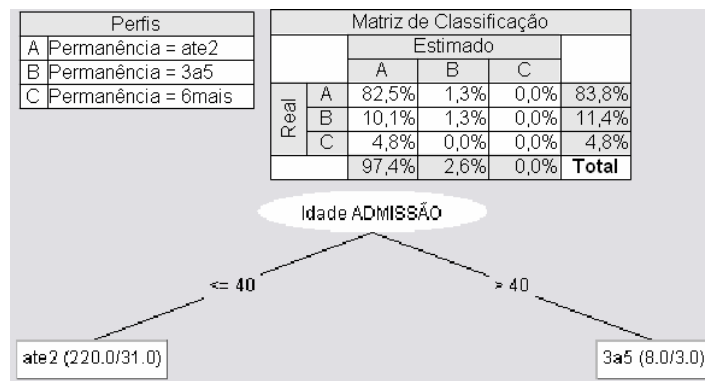 Perfis
A Permanência = ate2
B Permanência = 3a5
C Permanência = 6mais
Matriz de Classificação
Estimado
A B C
Real
A 82,5% 1,3% 0,0% 83,8%
B 10,1% 1,3% 0,0% 11,4%
C 4,8% 0,0% 0,0% 4,8%
97,4% 2,6% 0,0% Total
Idade ADMISSÃO
<= 40
> 40
ate2 (220.0/31.0)
3a5 (8.0/3.0)